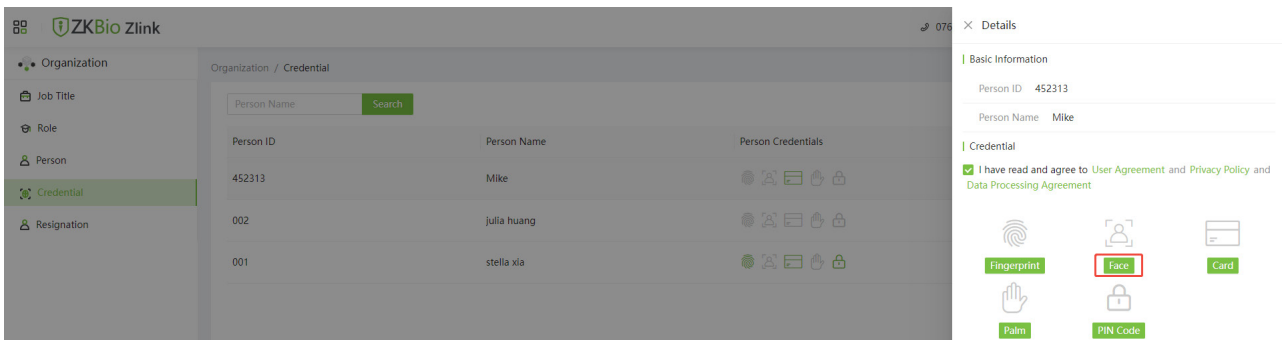 ZKBio Zlink
076
Organization
Job Title
Role
Person
Credential
Resignation
Organization / Credential
Person Name
Search
Person ID Person Name Person Credentials
452313 Mike
002 julia huang
001 stella xia
Details
Basic Information
Person ID 452313
Person Name Mike
Credential
I have read and agree to User Agreement and Privacy Policy and
Data Processing Agreement
Fingerprint Face Card
Palm PIN Code